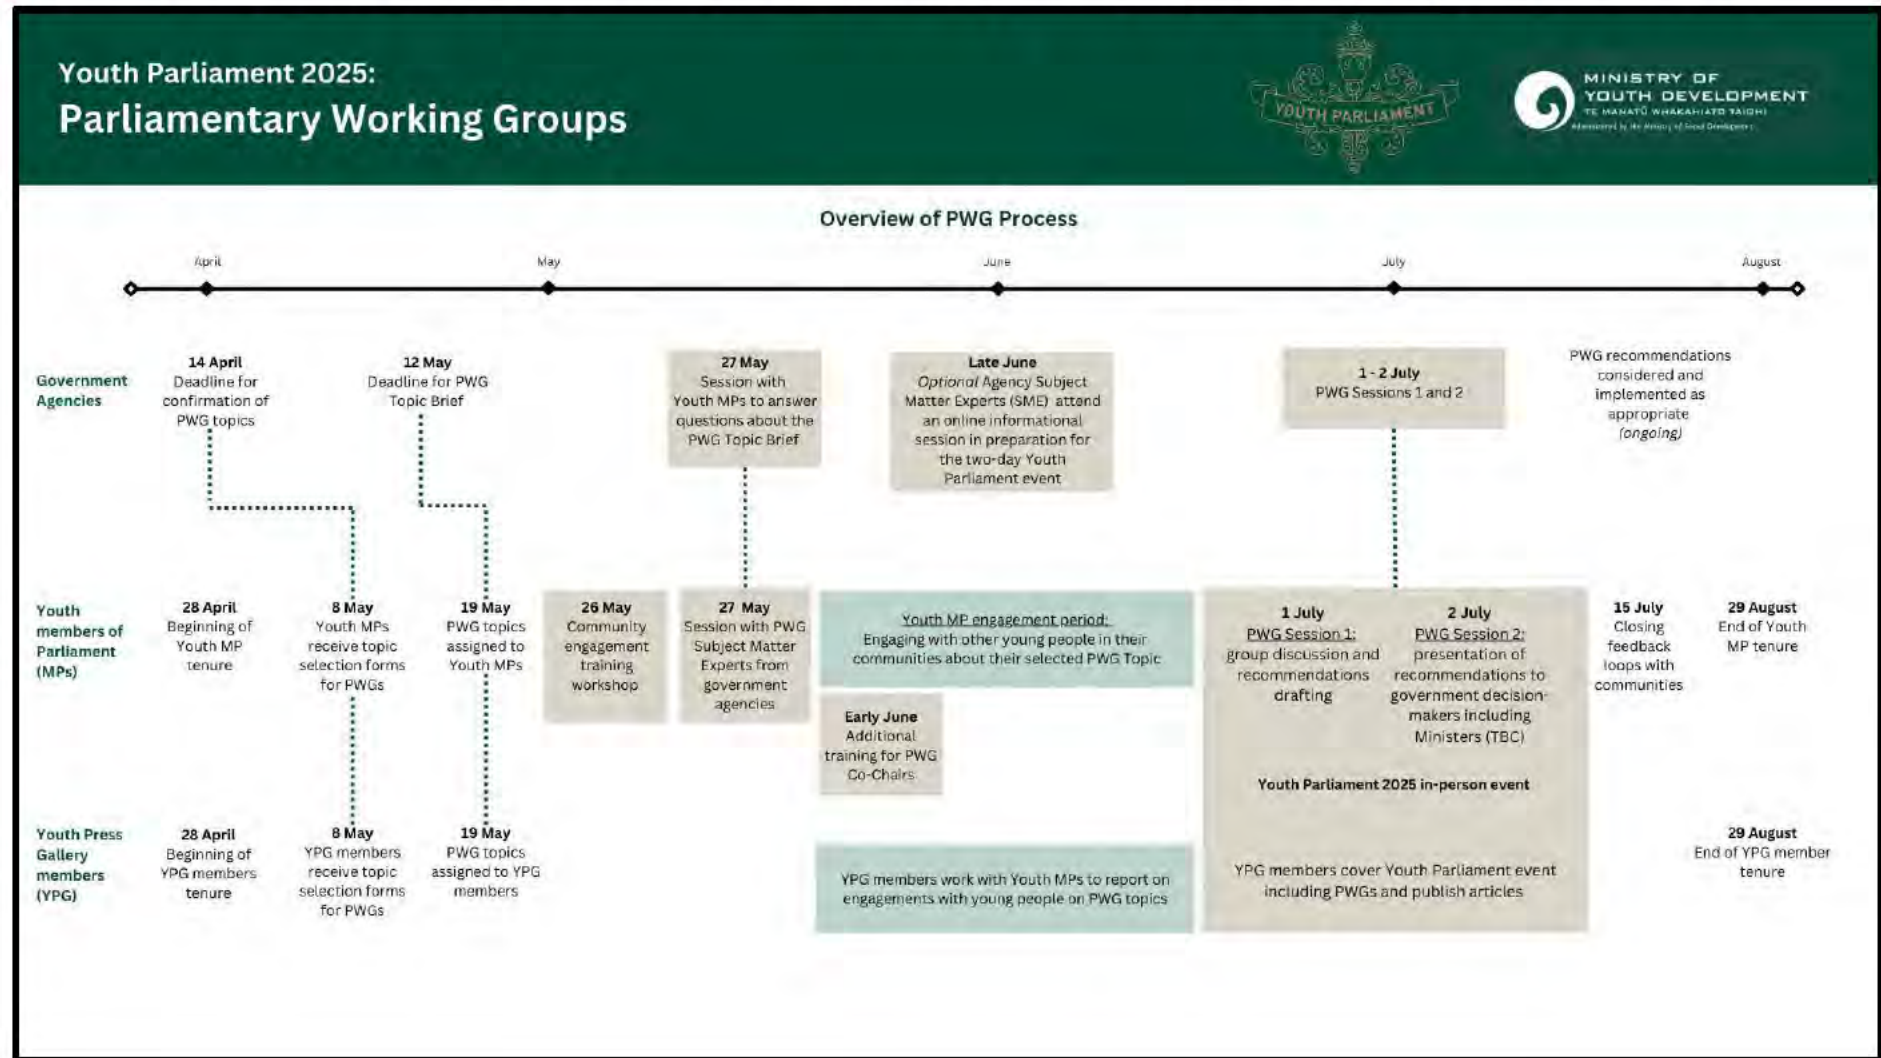 Youth Parliament 2025:
Parliamentary Working Groups
YOUTH PARLIAMENT
MINISTRY OF
YOUTH DEVELOPMENT
TE MANATŪ WHAKAHIATO TAIOHI
Administered by the Ministry of Social Development
Overview of PWG Process
April
May
June
July
August
Government
Agencies
14 April
Deadline for
confirmation of
PWG topics
12 May
Deadline for PWG
Topic Brief
27 May
Session with
Youth MPs to answer
questions about the
PWG Topic Brief
Late June
Optional Agency Subject
Matter Experts (SME) attend
an online informational
session in preparation for
the two-day Youth
Parliament event
1 - 2 July
PWG Sessions 1 and 2
PWG recommendations
considered and
implemented as
appropriate
(ongoing)
Youth
members of
Parliament
(MPs)
28 April
Beginning of
Youth MP
tenure
8 May
Youth MPs
receive topic
selection forms
for PWGs
19 May
PWG topics
assigned to
Youth MPs
26 May
Community
engagement
training
workshop
27 May
Session with PWG
Subject Matter
Experts from
government
agencies
Youth MP engagement period:
Engaging with other young people in their
communities about their selected PWG Topic
Early June
Additional
training for PWG
Co-Chairs
1 July
PWG Session 1:
group discussion and
recommendations
drafting
2 July
PWG Session 2:
presentation of
recommendations to
government decision-
makers including
Ministers (TBC)
Youth Parliament 2025 in-person event
15 July
Closing
feedback
loops with
communities
29 August
End of Youth
MP tenure
Youth Press
Gallery
members
(YPG)
28 April
Beginning of
YPG members
tenure
8 May
YPG members
receive topic
selection forms
for PWGs
19 May
PWG topics
assigned to YPG
members
YPG members work with Youth MPs to report on
engagements with young people on PWG topics
YPG members cover Youth Parliament event
including PWGs and publish articles
29 August
End of YPG member
tenure